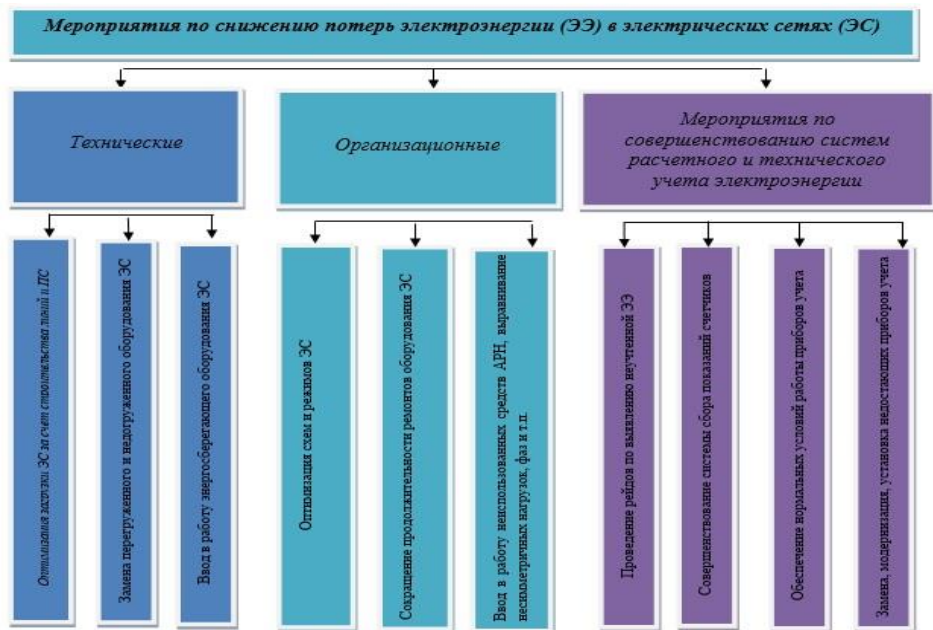 Мероприятия по снижению потерь электроэнергии (ЭЭ) в электрических сетях (ЭС)
Технические
Организационные
Мероприятия по
совершенствованию систем
расчетного и технического
учета электроэнергии
Оптимизация загрузки ЭС за счет строительства линий и ПС
Замена перегруженного и недогруженного оборудования ЭС
Ввод в работу энергосберегающего оборудования ЭС
Оптимизация схем и режимов ЭС
Сокращение продолжительности ремонтов оборудования ЭС
Ввод в работу неиспользованных средств АРН, выравнивание
несимметричных нагрузок, фаз и т.п.
Проведение рейдов по выявлению неучтенной ЭЭ
Совершенствование системы сбора показаний счетчиков
Обеспечение нормальных условий работы приборов учета
Замена, модернизация, установка недостающих приборов учета